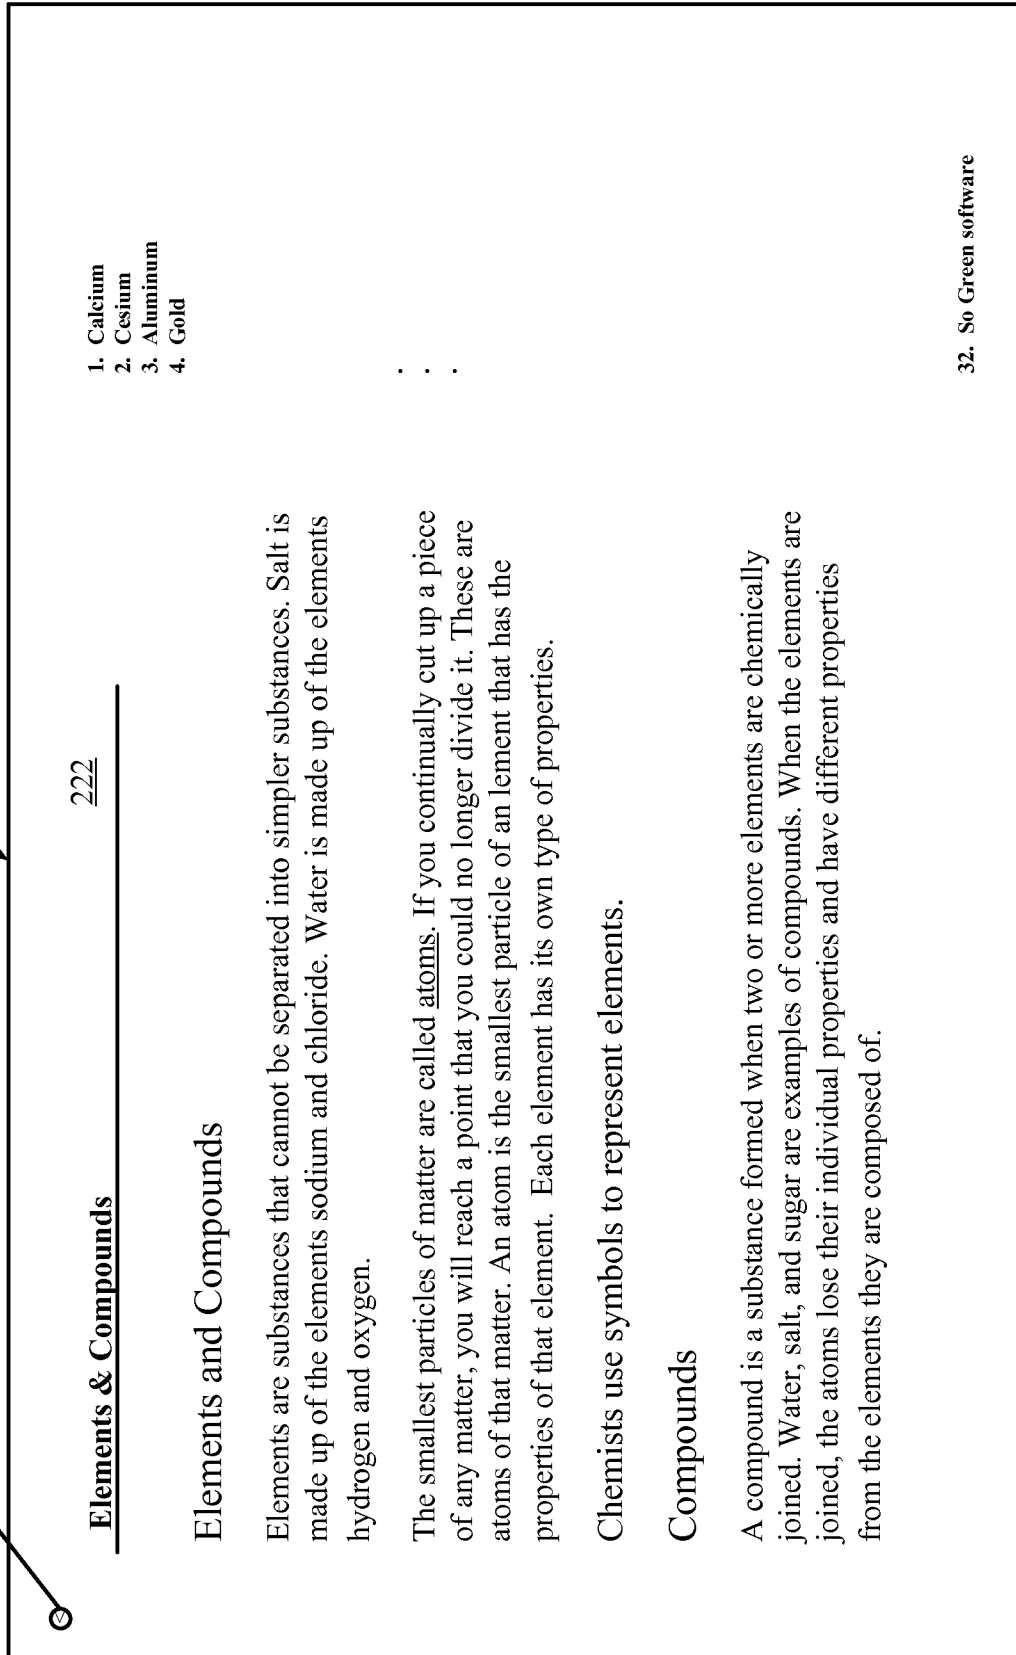 Elements & Compounds
222
Elements and Compounds
Elements are substances that cannot be separated into simpler substances. Salt is
made up of the elements sodium and chloride. Water is made up of the elements
hydrogen and oxygen.
The smallest particles of matter are called atoms. If you continually cut up a piece
of any matter, you will reach a point that you could no longer divide it. These are
atoms of that matter. An atom is the smallest particle of an lement that has the
properties of that element.  Each element has its own type of properties.
Chemists use symbols to represent elements.
Compounds
A compound is a substance formed when two or more elements are chemically
joined. Water, salt, and sugar are examples of compounds. When the elements are
joined, the atoms lose their individual properties and have different properties
from the elements they are composed of.
1. Calcium
2. Cesium
3. Aluminum
4. Gold
.
.
.
32. So Green software